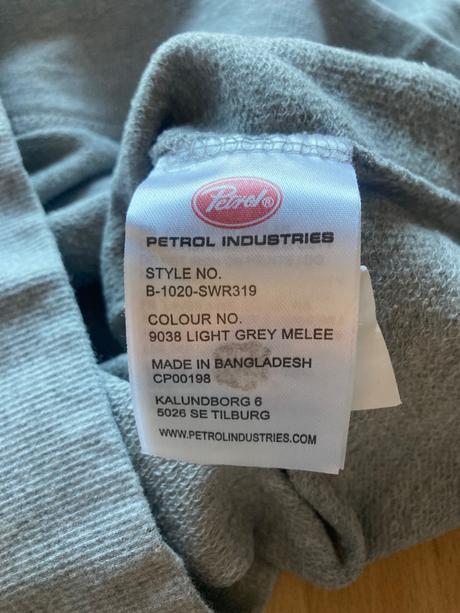 Petrol®
PETROL INDUSTRIES
STYLE NO.
B-1020-SWR319
COLOUR NO.
9038 LIGHT GREY MELEE
MADE IN BANGLADESH
CP00198
KALUNDBORG 6
5026 SE TILBURG
WWW.PETROLINDUSTRIES.COM